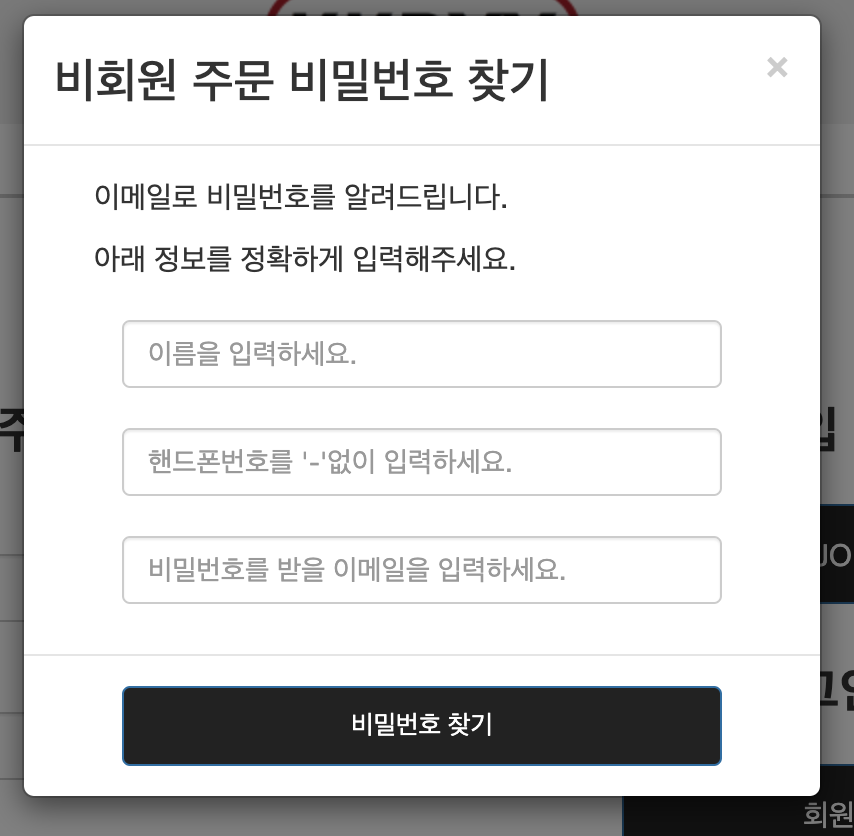 비회원 주문 비밀번호 찾기
×
이메일로 비밀번호를 알려드립니다.
아래 정보를 정확하게 입력해주세요.
이름을 입력하세요.
핸드폰번호를 '-'없이 입력하세요.
비밀번호를 받을 이메일을 입력하세요.
비밀번호 찾기
회원